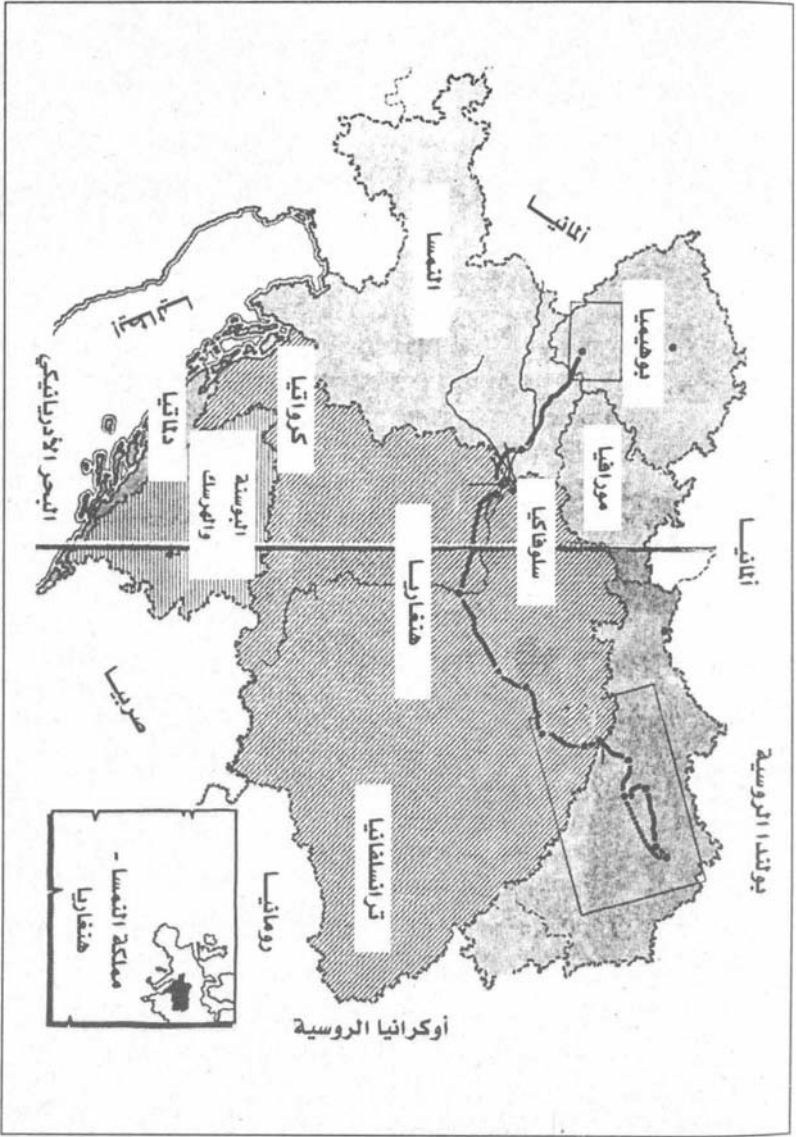 ألمانيا
ألمانيا
بولندا الروسية
بوهيميا
مورافيا
سلوفاكيا
النمسا
هنغاريا
ترانسلفانيا
أوكرانيا الروسية
كرواتيا
البوسنة
والهرسك
دلماتيا
إيطاليا
البحر الأدرياتيكي
صربيا
رومانيا
مملكة النمسا -
هنغاريا